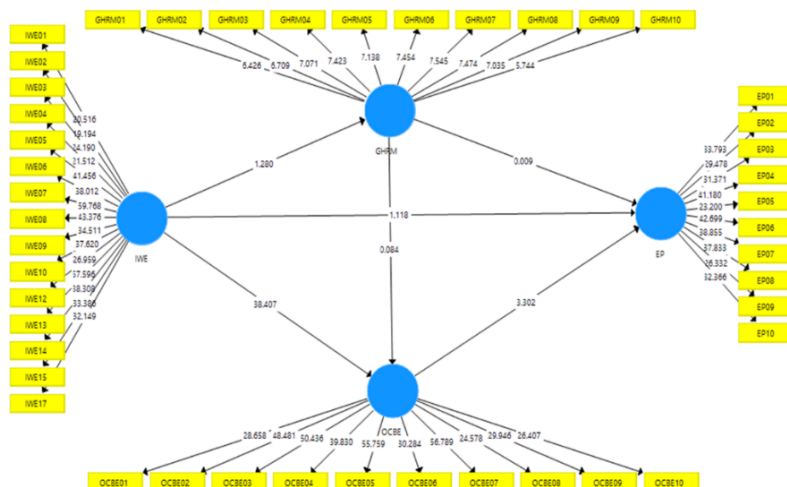 GHRM01 GHRM02 GHRM03 GHRM04 GHRM05 GHRM06 GHRM07 GHRM08 GHRM09 GHRM10
6.426 6.709 7.071 7.423 7.138 7.454 7.545 7.474 7.035 5.744
GHRM
IWE01
IWE02
IWE03
IWE04
IWE05
IWE06
IWE07
IWE08
IWE09
IWE10
IWE12
IWE13
IWE14
IWE15
IWE17
20.516
19.194
24.190
21.512
41.456
38.012
59.768
43.376
34.511
37.620
26.959
37.596
38.308
33.386
32.149
IWE
1.280
0.009
1.118
0.084
38.407
3.302
EP01
EP02
EP03
EP04
EP05
EP06
EP07
EP08
EP09
EP10
33.793
29.478
31.371
41.180
23.200
42.699
38.855
37.833
26.332
32.366
EP
OCBE
28.658 48.481 50.436 39.830 55.759 30.284 56.789 24.578 29.946 26.407
OCBE01 OCBE02 OCBE03 OCBE04 OCBE05 OCBE06 OCBE07 OCBE08 OCBE09 OCBE10